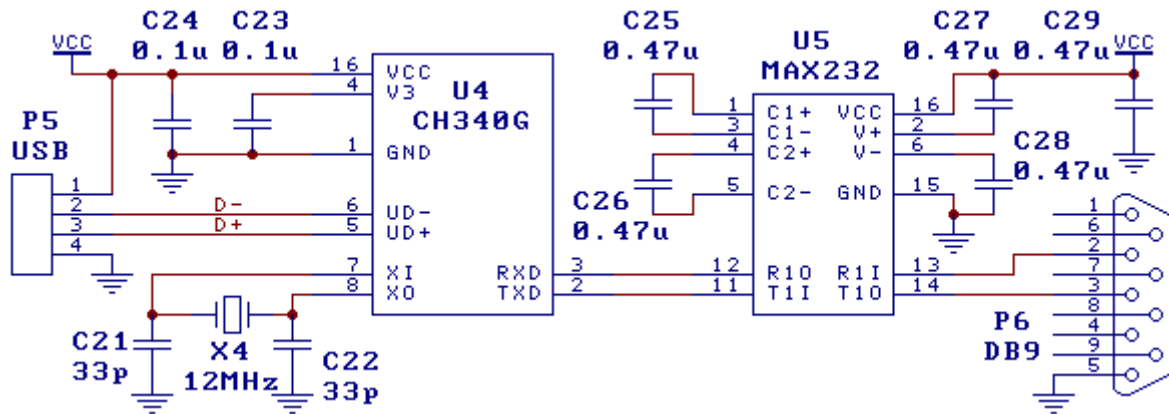 C24 C23
0.1u 0.1u
VCC
P5
USB
1
2
3
4
D-
D+
16 VCC
4 V3
1 GND
6 UD-
5 UD+
7 XI
8 XO
U4
CH340G
RXD 3
TXD 2
C21
33p
X4
12MHz
C22
33p
C25
0.47u
C26
0.47u
U5
MAX232
1 C1+
3 C1-
4 C2+
5 C2-
12 R1O
11 T1I
VCC 16
V+ 2
V- 6
GND 15
R1I 13
T1O 14
C27 C29
0.47u 0.47u
VCC
C28
0.47u
1
6
2
7
3
8
4
9
5
P6
DB9